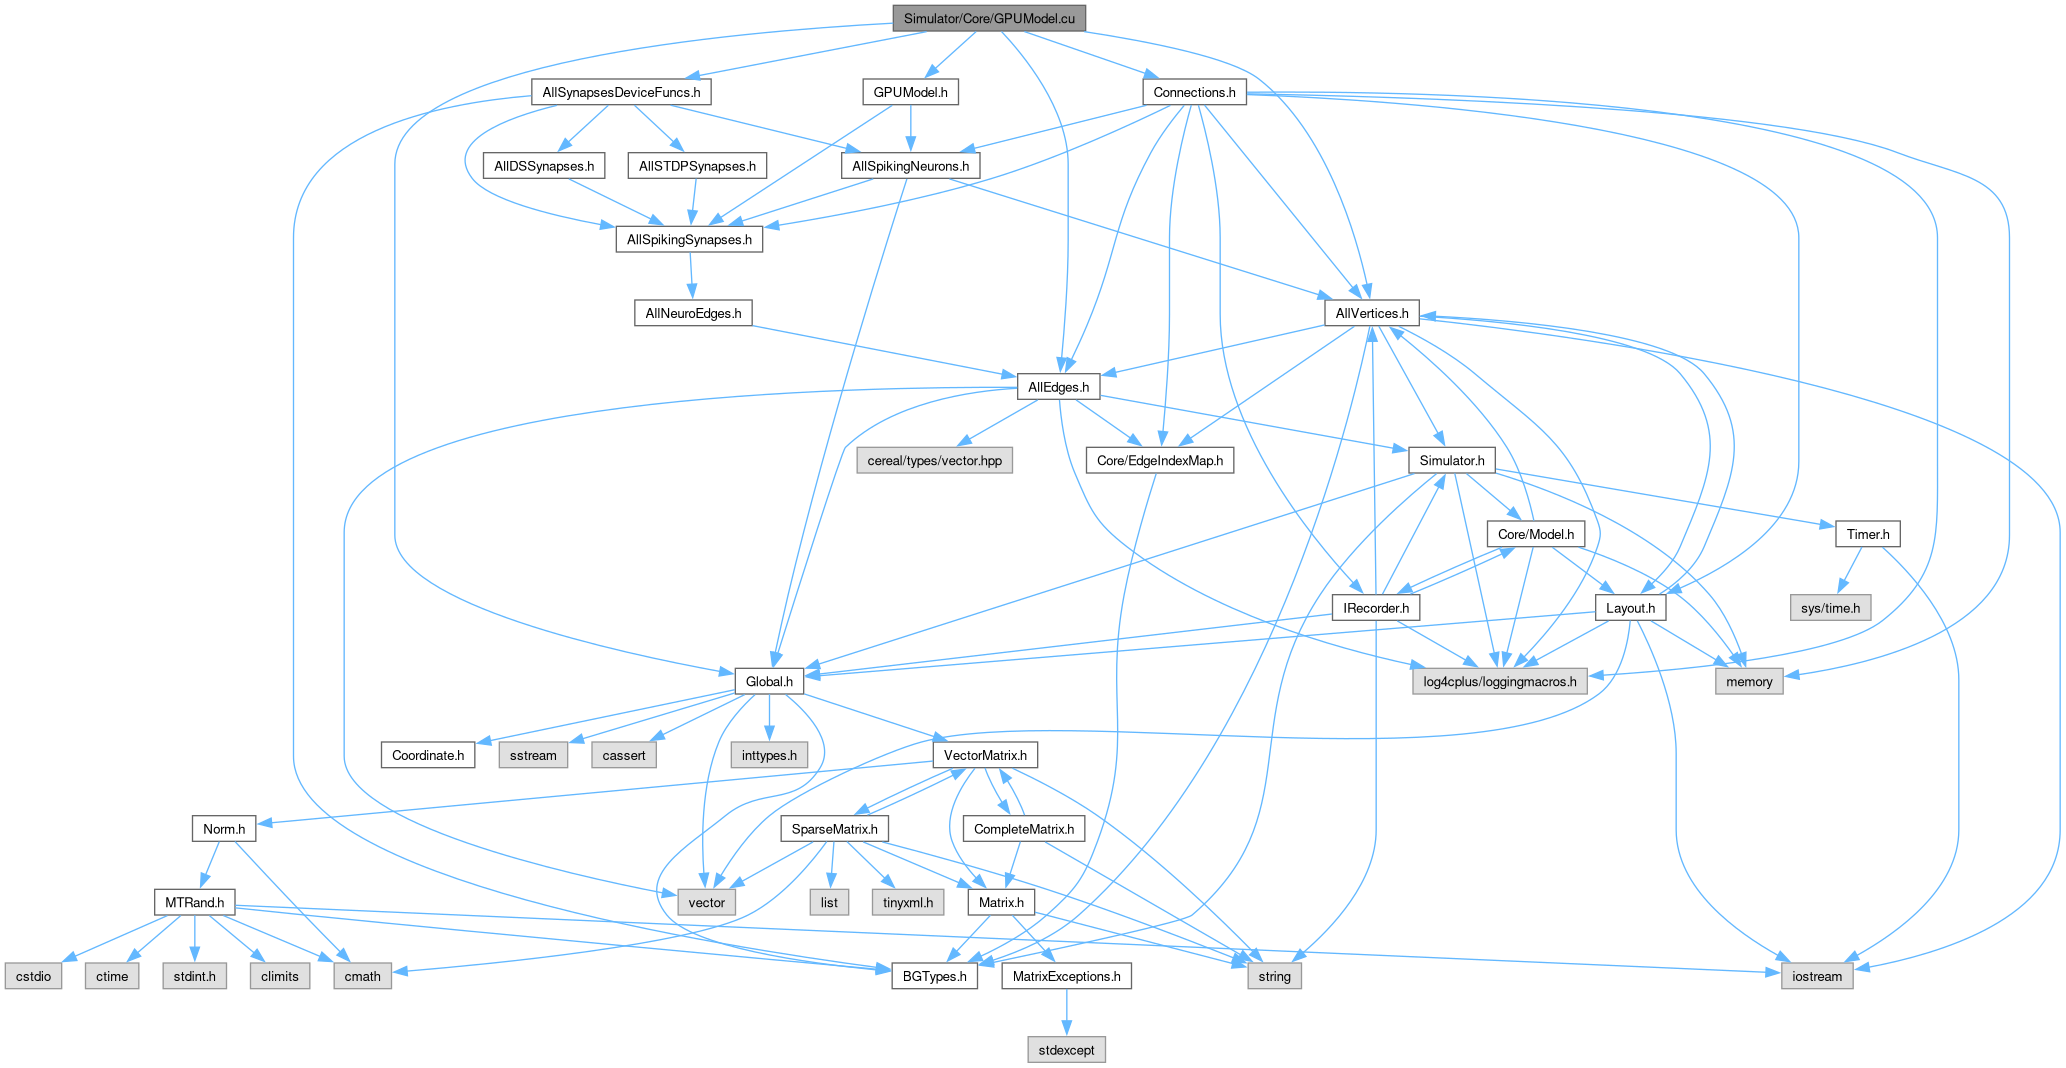 Simulator/Core/GPUModel.cu
AllSynapsesDeviceFuncs.h
GPUModel.h
Connections.h
AllDSSynapses.h
AllSTDPSynapses.h
AllSpikingNeurons.h
AllSpikingSynapses.h
AllNeuroEdges.h
AllVertices.h
AllEdges.h
cereal/types/vector.hpp
Core/EdgeIndexMap.h
Simulator.h
Core/Model.h
Timer.h
IRecorder.h
Layout.h
sys/time.h
Global.h
log4cplus/loggingmacros.h
memory
Coordinate.h
sstream
cassert
inttypes.h
VectorMatrix.h
Norm.h
SparseMatrix.h
CompleteMatrix.h
MTRand.h
vector
list
tinyxml.h
Matrix.h
cstdio
ctime
stdint.h
climits
cmath
BGTypes.h
MatrixExceptions.h
string
iostream
stdexcept